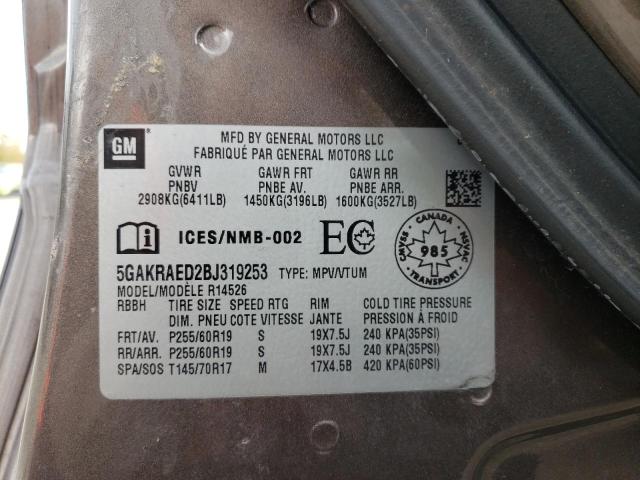 GM
MFD BY GENERAL MOTORS LLC
FABRIQUÉ PAR GENERAL MOTORS LLC
GVWR GAWR FRT GAWR RR
PNBV PNBE AV. PNBE ARR.
2908KG(6411LB) 1450KG(3196LB) 1600KG(3527LB)
ICES/NMB-002 EC
CANADA
CMVSS NSVAC
985
TRANSPORT
5GAKRAED2BJ319253 TYPE: MPV/VTUM
MODEL/MODÈLE R14526
RBBH TIRE SIZE SPEED RTG RIM COLD TIRE PRESSURE
DIM. PNEU COTE VITESSE JANTE PRESSION À FROID
FRT/AV. P255/60R19 S 19X7.5J 240 KPA(35PSI)
RR/ARR. P255/60R19 S 19X7.5J 240 KPA(35PSI)
SPA/SOS T145/70R17 M 17X4.5B 420 KPA(60PSI)